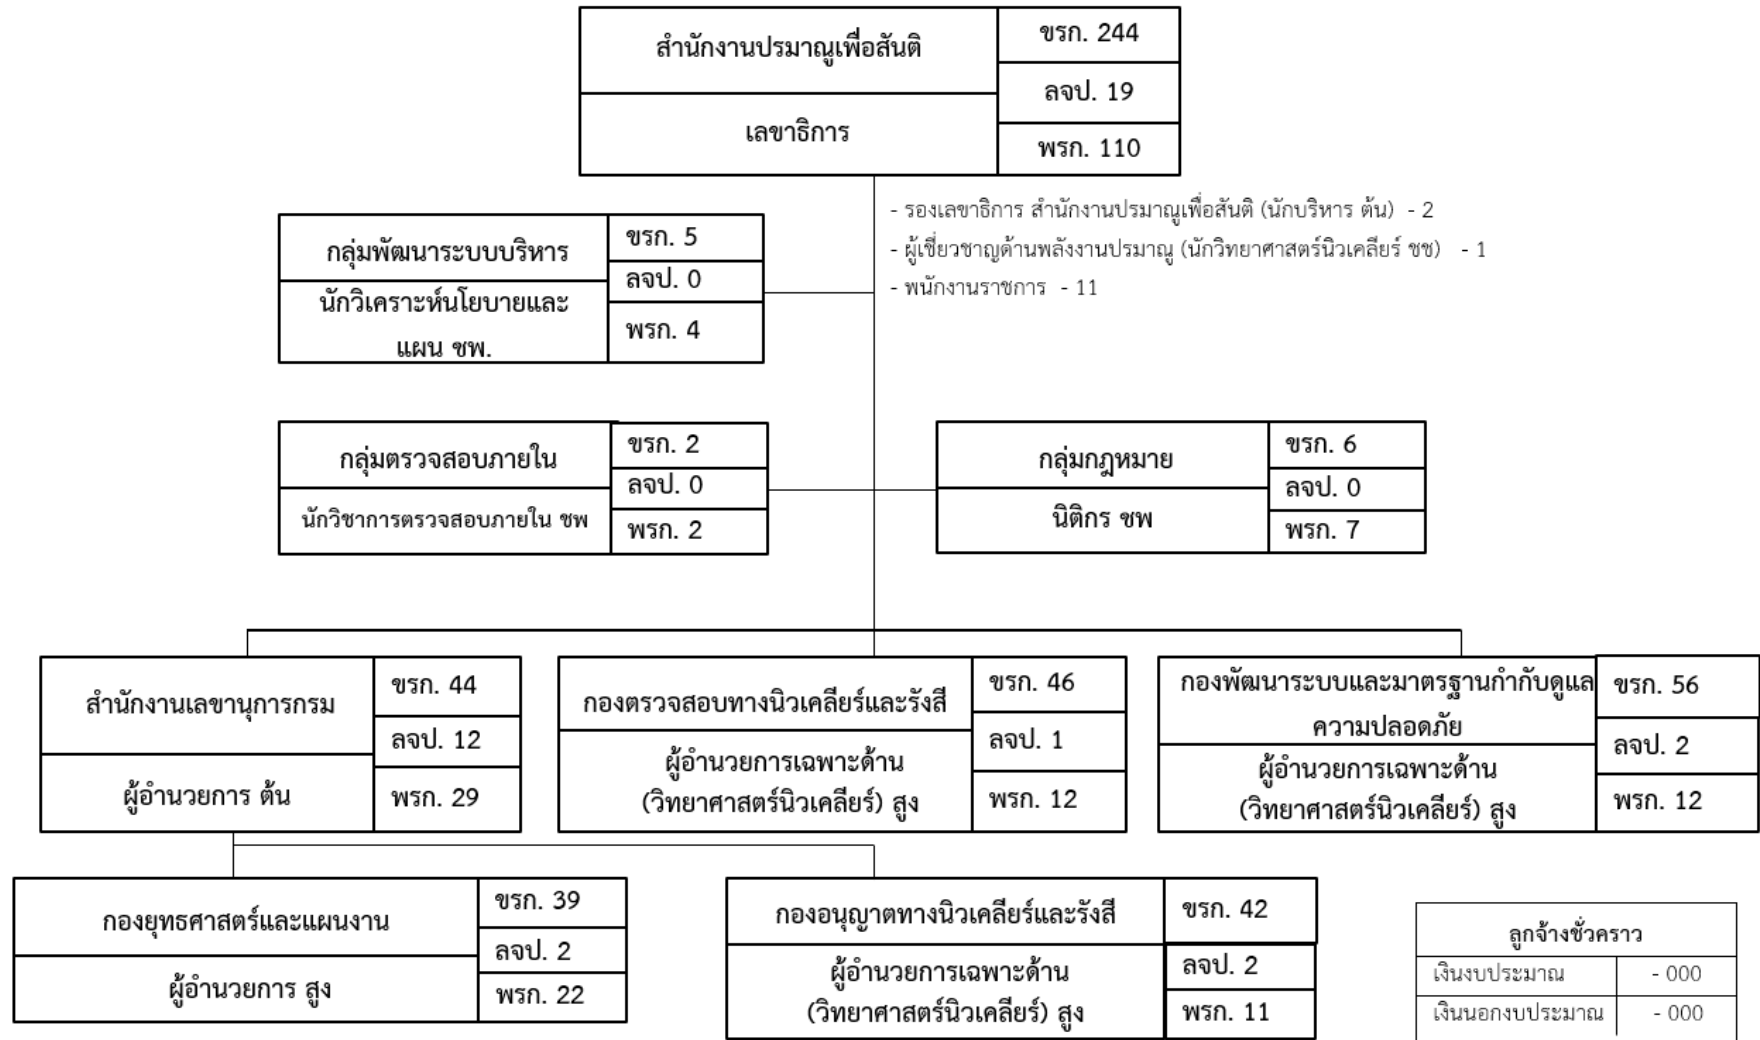 สำนักงานปรมาณูเพื่อสันติ
ขรก. 244
ลจป. 19
เลขาธิการ
พรก. 110
- รองเลขาธิการ สำนักงานปรมาณูเพื่อสันติ (นักบริหาร ต้น) - 2
- ผู้เชี่ยวชาญด้านพลังงานปรมาณู (นักวิทยาศาสตร์นิวเคลียร์ ชช) - 1
- พนักงานราชการ - 11
กลุ่มพัฒนาระบบบริหาร
ขรก. 5
ลจป. 0
นักวิเคราะห์นโยบายและ
แผน ชพ.
พรก. 4
กลุ่มตรวจสอบภายใน
ขรก. 2
ลจป. 0
นักวิชาการตรวจสอบภายใน ชพ
พรก. 2
กลุ่มกฎหมาย
ขรก. 6
ลจป. 0
นิติกร ชพ
พรก. 7
สำนักงานเลขานุการกรม
ขรก. 44
ลจป. 12
ผู้อำนวยการ ต้น
พรก. 29
กองตรวจสอบทางนิวเคลียร์และรังสี
ขรก. 46
ลจป. 1
ผู้อำนวยการเฉพาะด้าน
(วิทยาศาสตร์นิวเคลียร์) สูง
พรก. 12
กองพัฒนาระบบและมาตรฐานกำกับดูแล
ความปลอดภัย
ขรก. 56
ลจป. 2
ผู้อำนวยการเฉพาะด้าน
(วิทยาศาสตร์นิวเคลียร์) สูง
พรก. 12
กองยุทธศาสตร์และแผนงาน
ขรก. 39
ลจป. 2
ผู้อำนวยการ สูง
พรก. 22
กองอนุญาตทางนิวเคลียร์และรังสี
ขรก. 42
ลจป. 2
ผู้อำนวยการเฉพาะด้าน
(วิทยาศาสตร์นิวเคลียร์) สูง
พรก. 11
ลูกจ้างชั่วคราว
เงินงบประมาณ - 000
เงินนอกงบประมาณ - 000